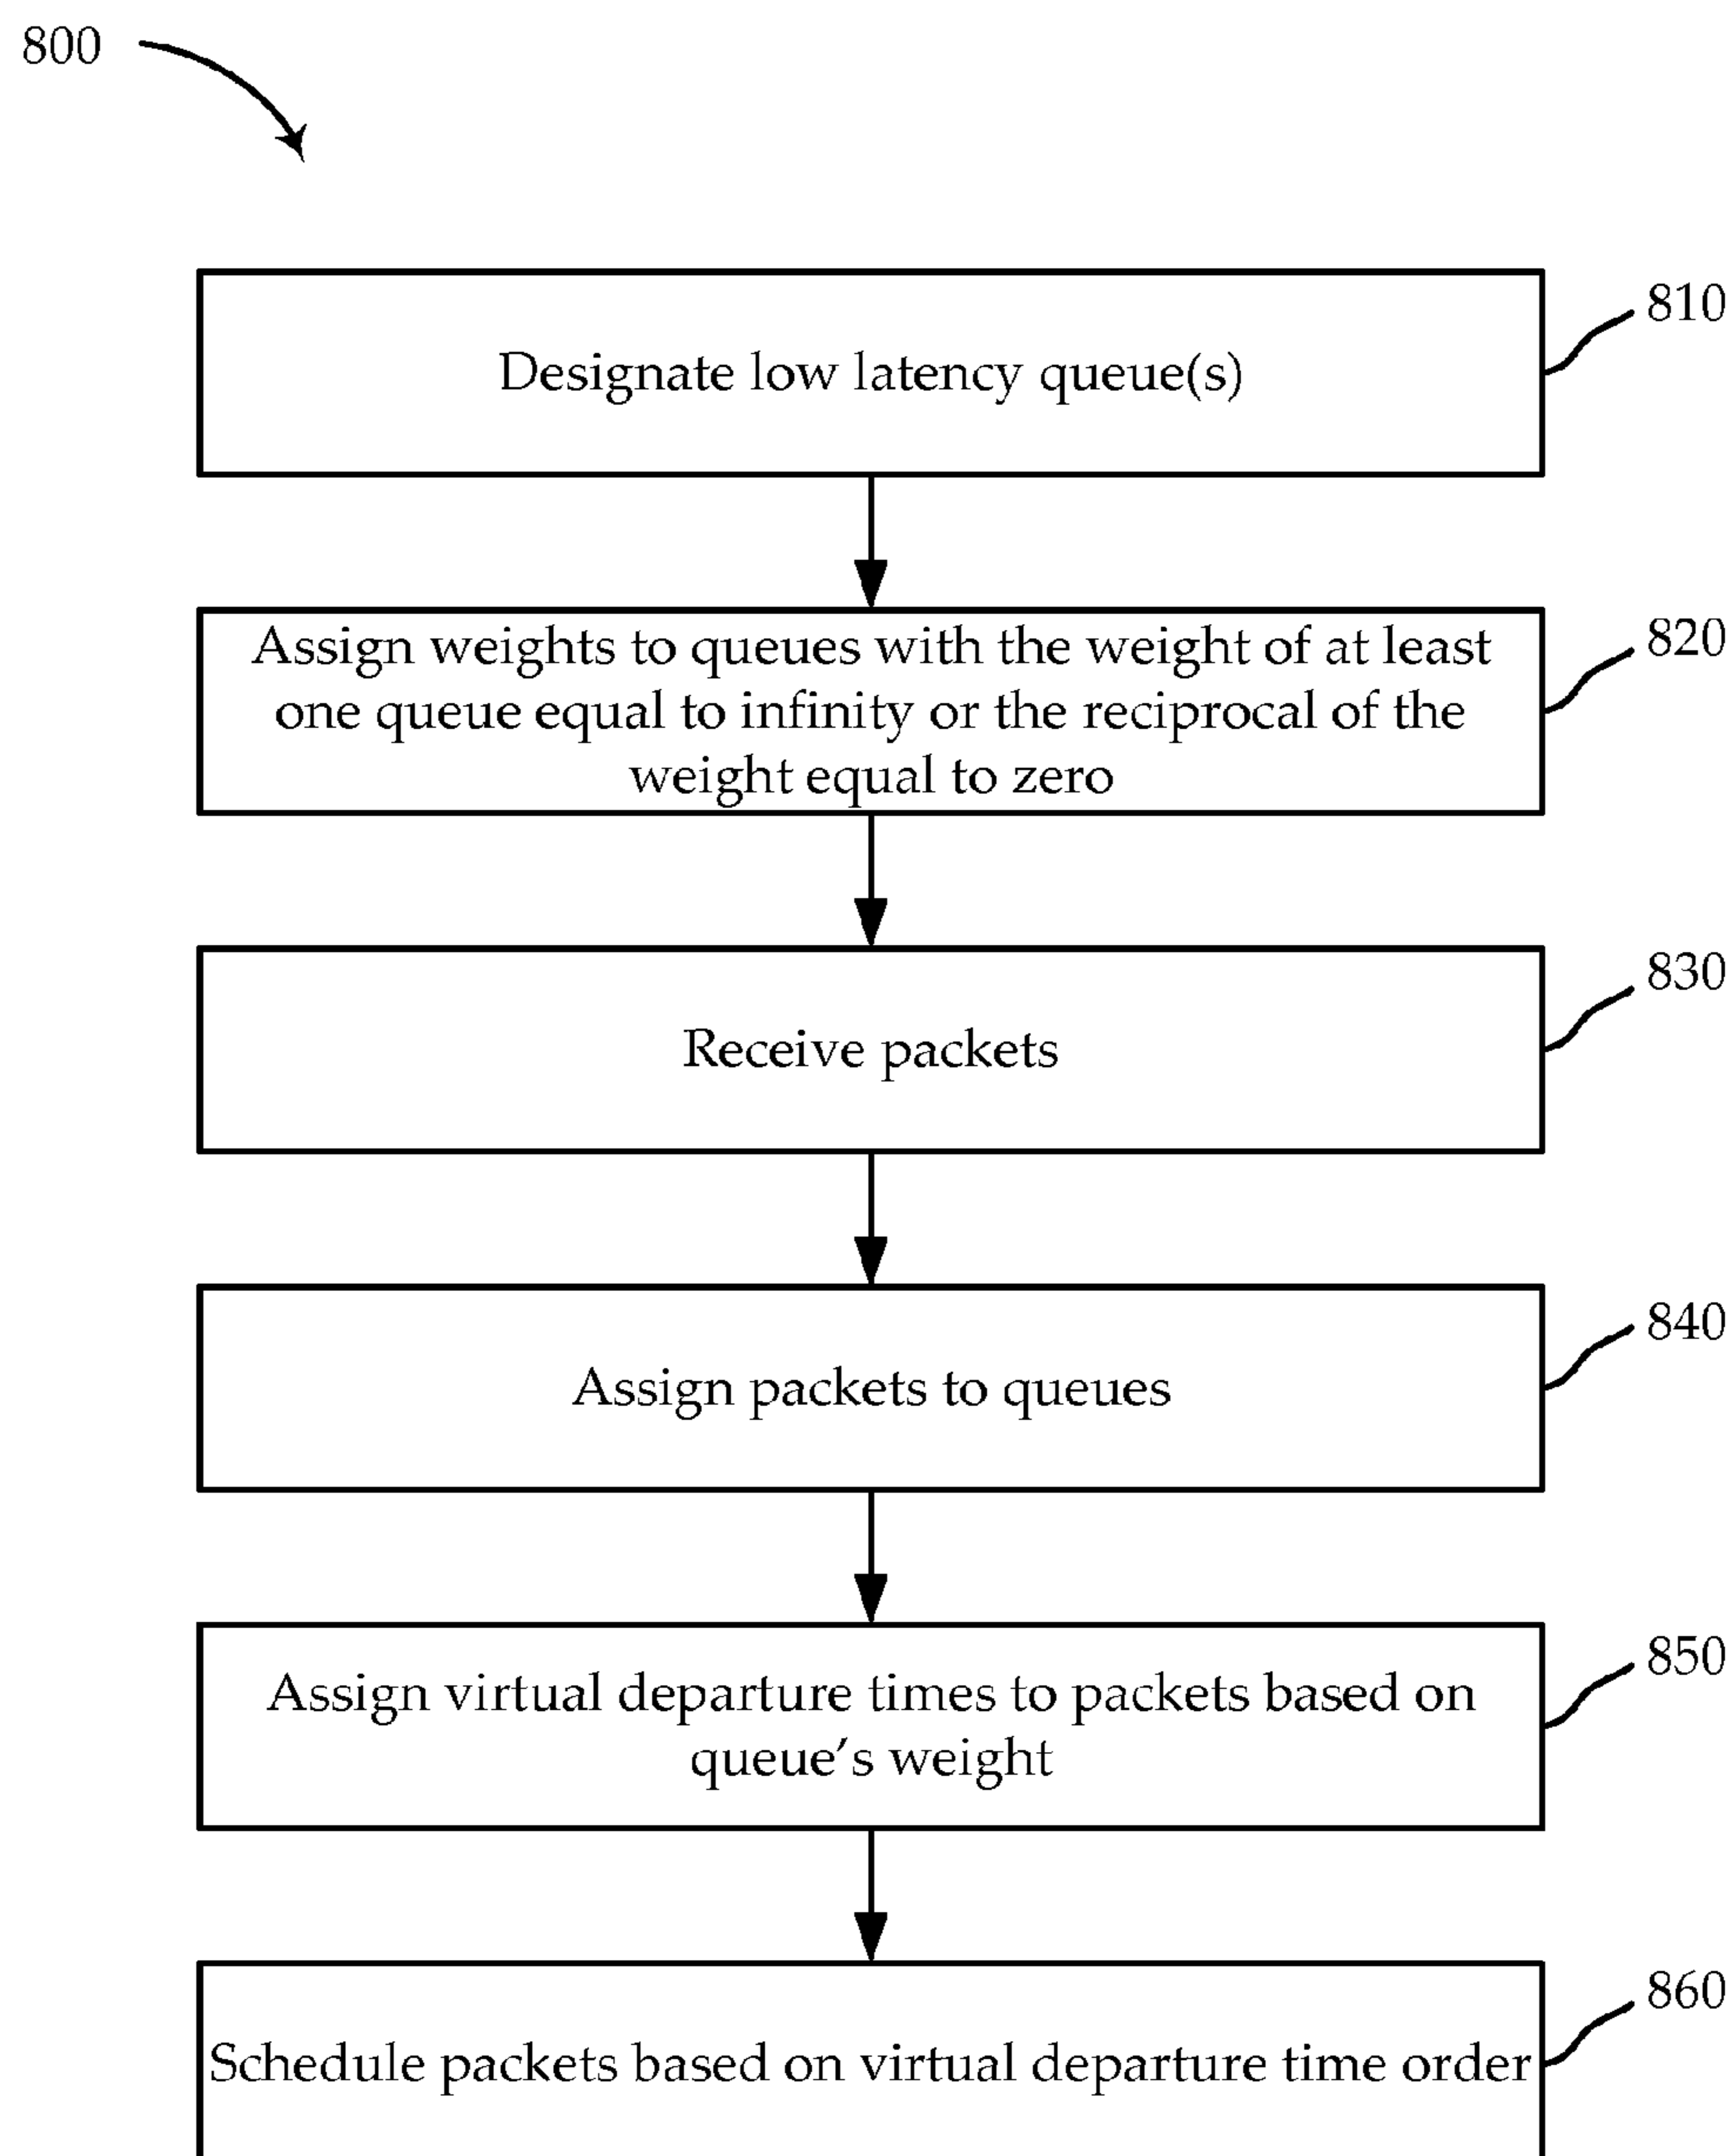 800
810
Designate low latency queue(s)
820
Assign weights to queues with the weight of at least
one queue equal to infinity or the reciprocal of the
weight equal to zero
830
Receive packets
840
Assign packets to queues
850
Assign virtual departure times to packets based on
queue’s weight
860
Schedule packets based on virtual departure time order